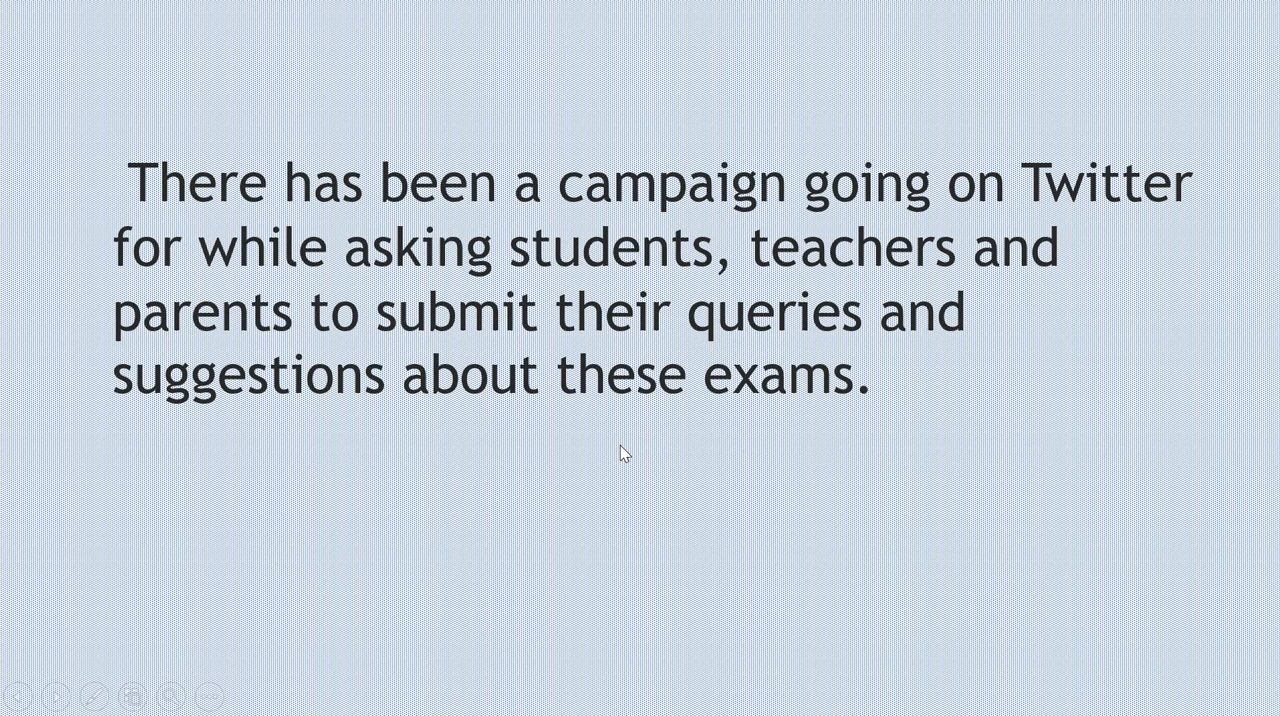 There has been a campaign going on Twitter
for while asking students, teachers and
parents to submit their queries and
suggestions about these exams.